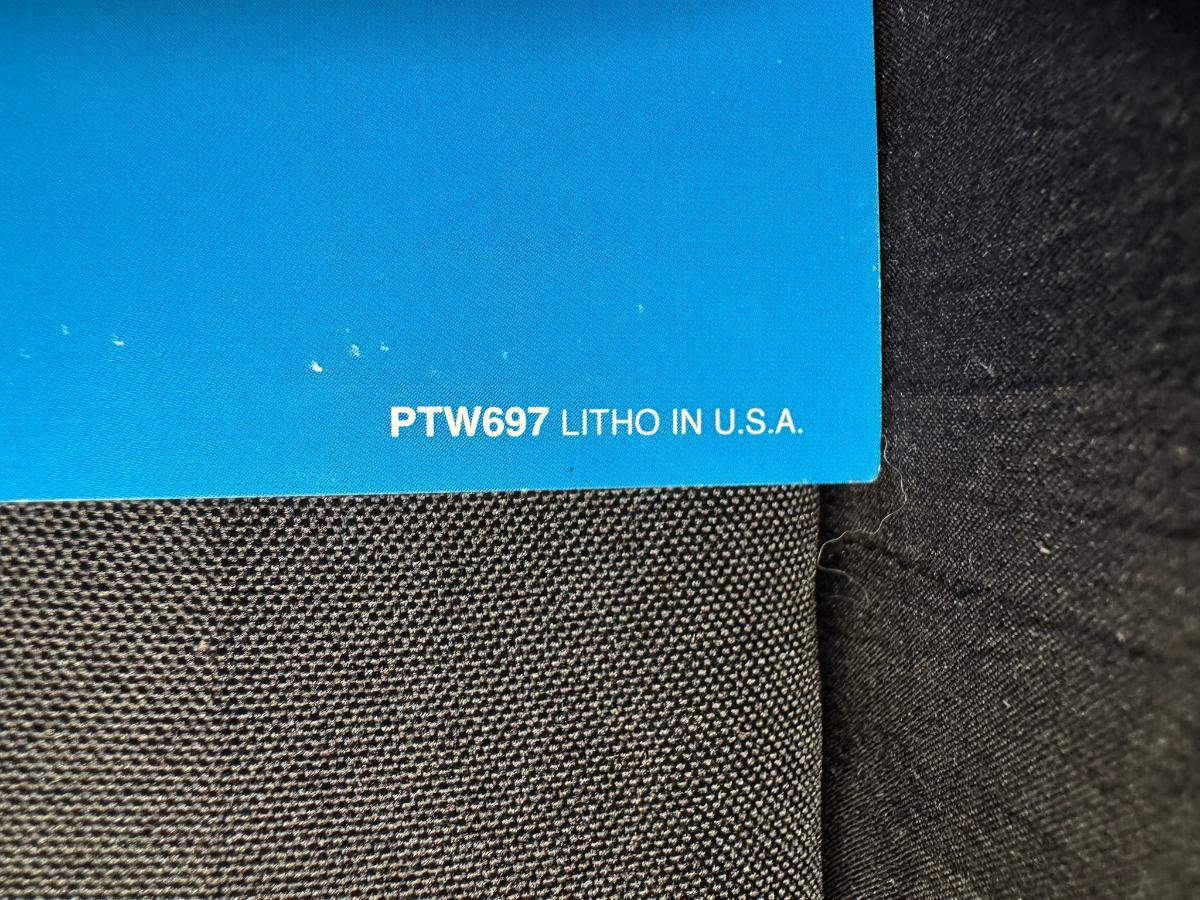 PTW697 LITHO IN U.S.A.